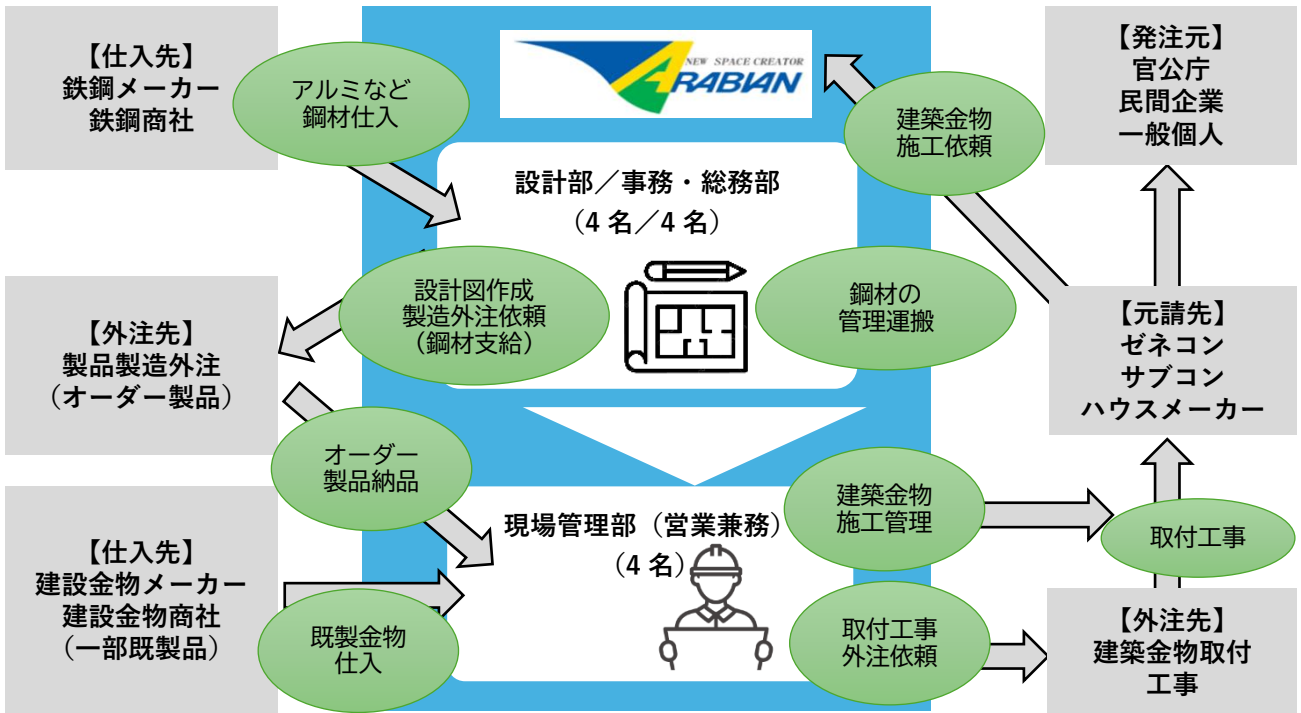 【仕入先】
鉄鋼メーカー
鉄鋼商社
アルミなど
鋼材仕入
NEW SPACE CREATOR
ARABIAN
建築金物
施工依頼
【発注元】
官公庁
民間企業
一般個人
設計部／事務・総務部
（4 名／4 名）
設計図作成
製造外注依頼
（鋼材支給）
鋼材の
管理運搬
【外注先】
製品製造外注
（オーダー製品）
【元請先】
ゼネコン
サブコン
ハウスメーカー
オーダー
製品納品
建築金物
施工管理
取付工事
現場管理部（営業兼務）
（4 名）
【仕入先】
建設金物メーカー
建設金物商社
（一部既製品）
既製金物
仕入
取付工事
外注依頼
【外注先】
建築金物取付
工事